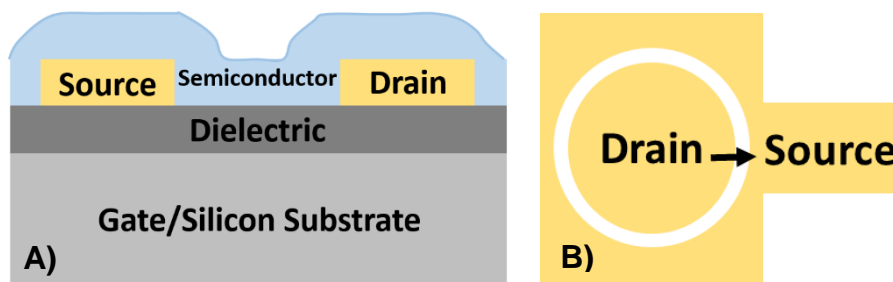 Source Semiconductor Drain
Dielectric
Gate/Silicon Substrate
A)
Drain Source
B)